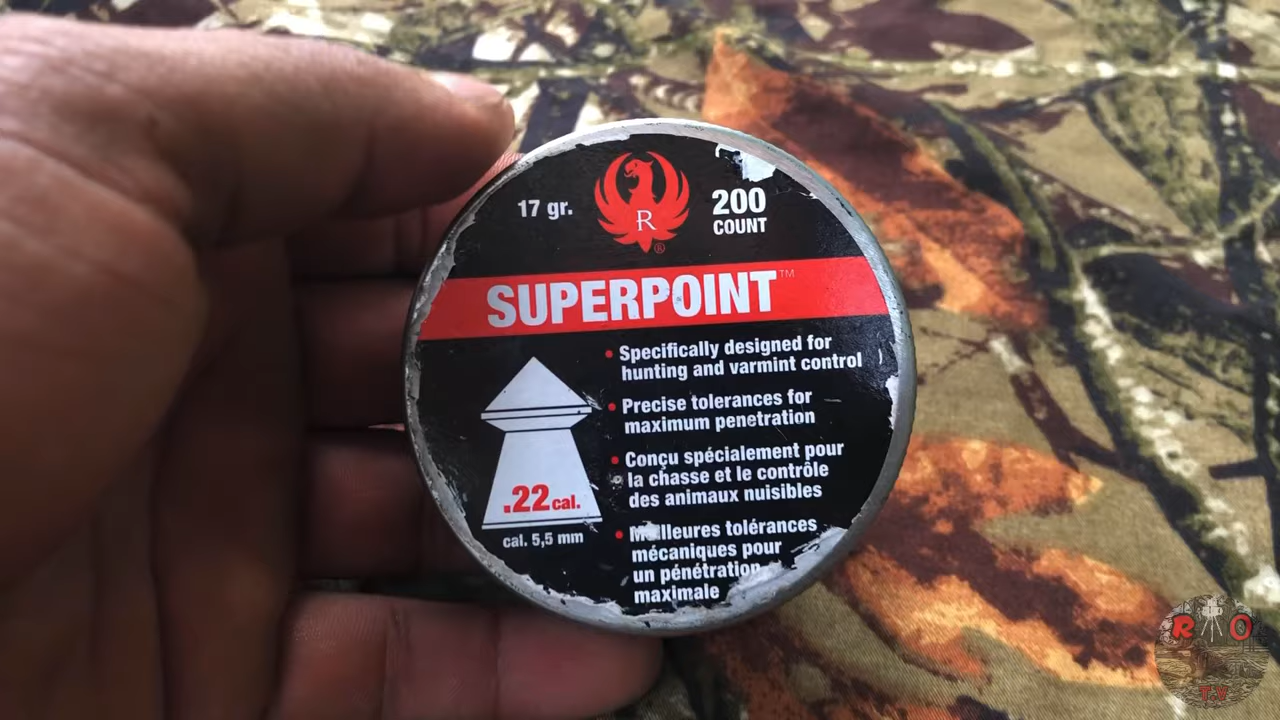 17 gr.
R
®
200
COUNT
SUPERPOINT™
• Specifically designed for
hunting and varmint control
• Precise tolerances for
maximum penetration
• Conçu spécialement pour
la chasse et le contrôle
des animaux nuisibles
• Meilleures tolérances
mécaniques pour
un pénétration
maximale
.22 cal.
cal. 5,5 mm
R O
T.V